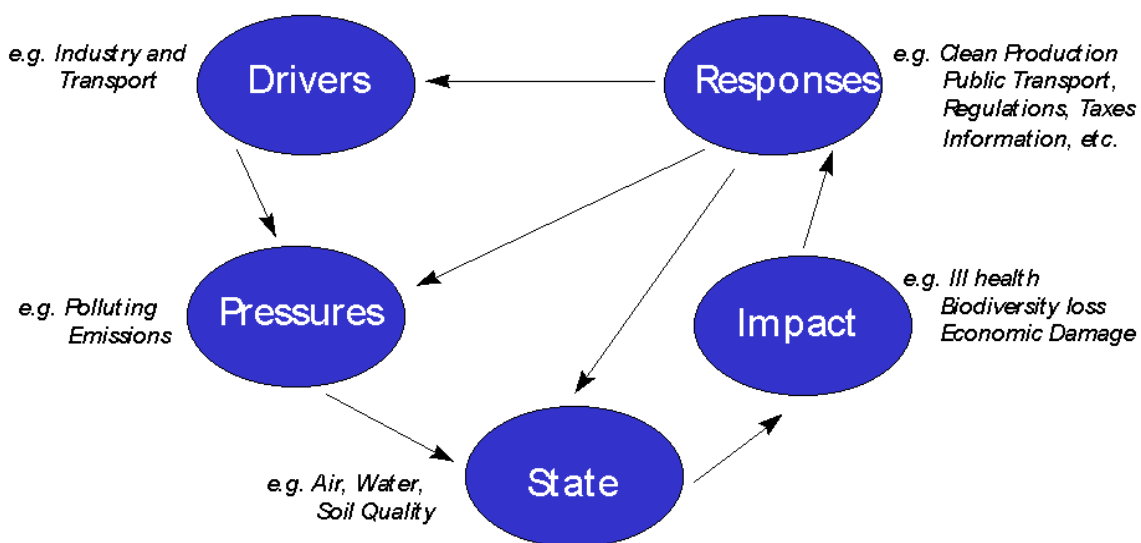 e.g. Industry and
Transport
Drivers
Responses
e.g. Clean Production
Public Transport,
Regulations, Taxes
Information, etc.
e.g. Polluting
Emissions
Pressures
Impact
e.g. Ill health
Biodiversity loss
Economic Damage
e.g. Air, Water,
Soil Quality
State